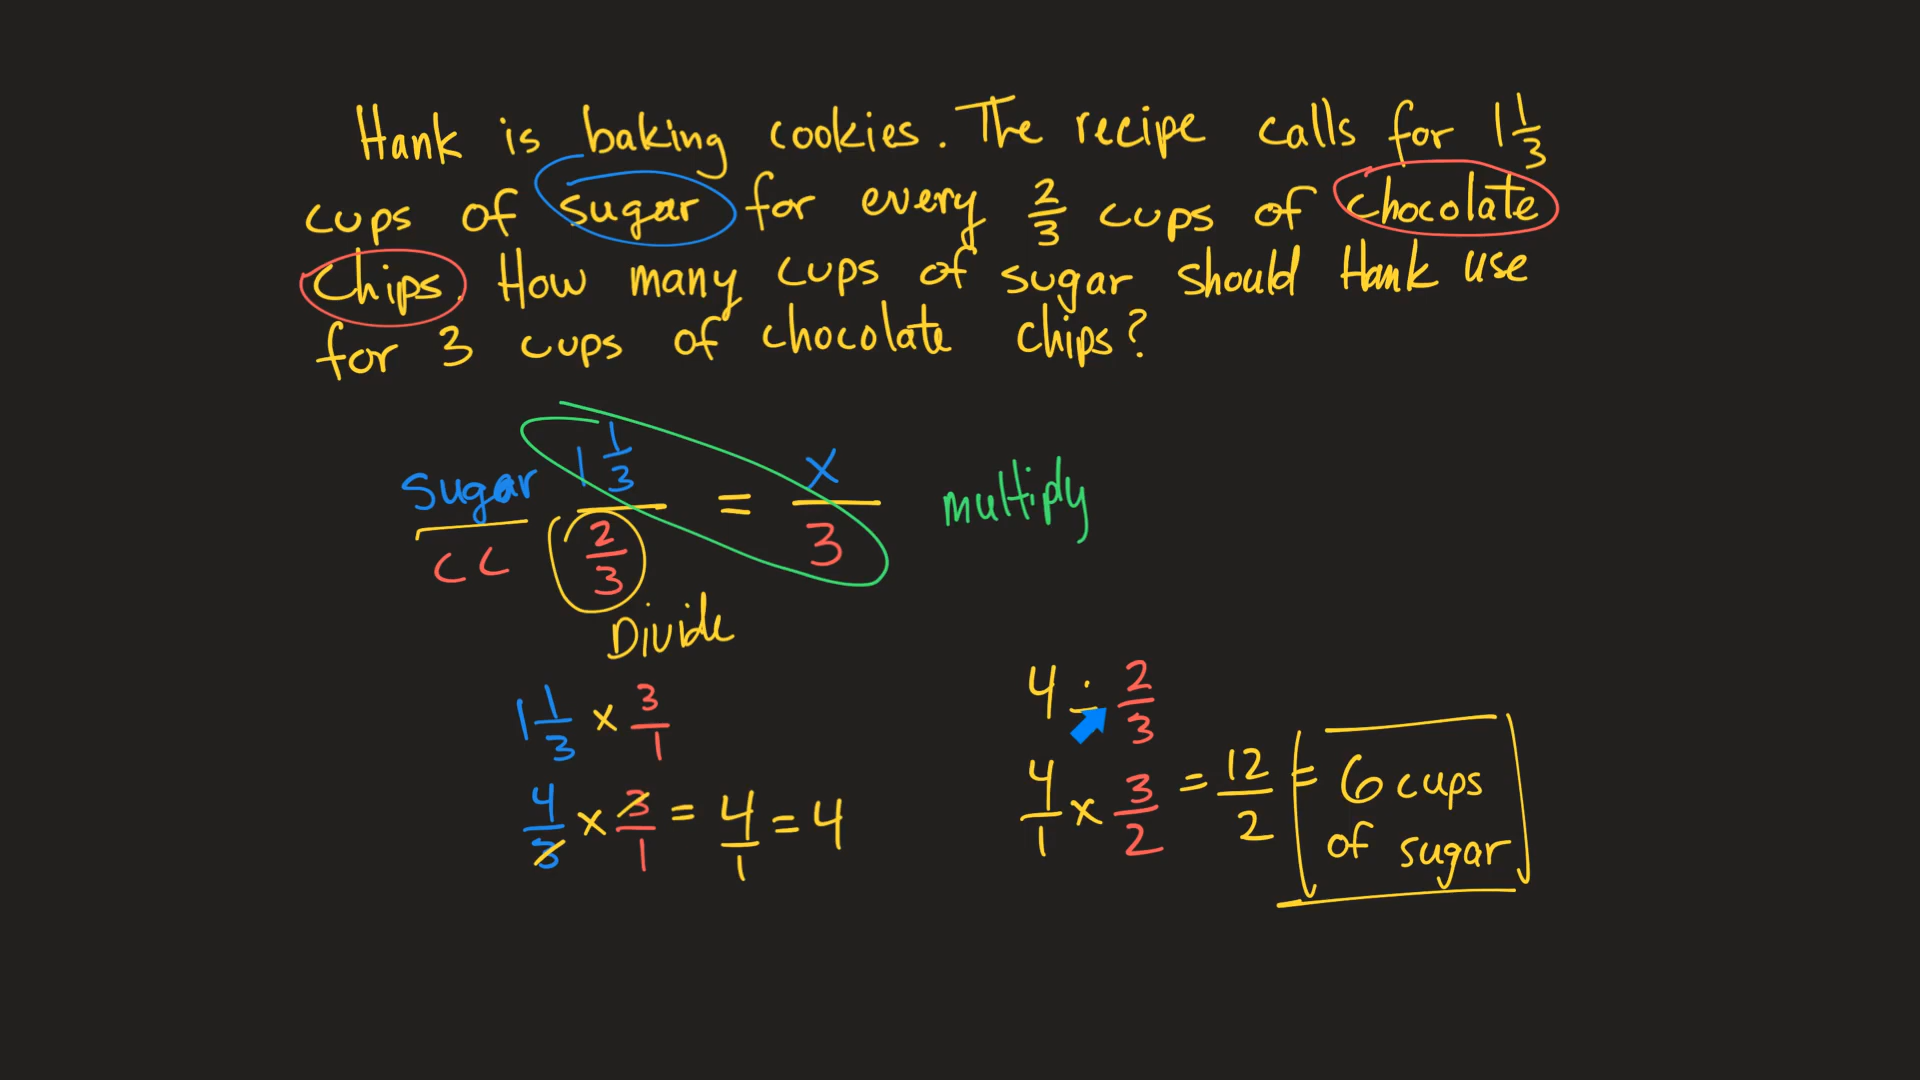 Hank is baking cookies. The recipe calls for 1 1/3
cups of sugar for every 2/3 cups of chocolate
chips. How many cups of sugar should Hank use
for 3 cups of chocolate chips?
sugar/CC (1 1/3)/(2/3) = x/3 multiply
Divide
1 1/3 x 3/1
4/3 x 3/1 = 4/1 = 4
4 ÷ 2/3
4/1 x 3/2 = 12/2 = 6 cups
of sugar